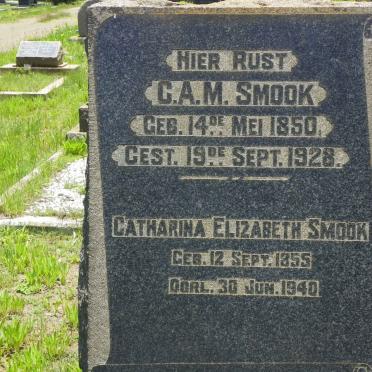 HIER RUST
C.A.M. SMOOK
GEB. 14DE MEI 1850.
GEST. 19DE SEPT. 1928.
CATHARINA ELIZABETH SMOOK
GEB. 12 SEPT. 1855
OORL. 30 JUN. 1940